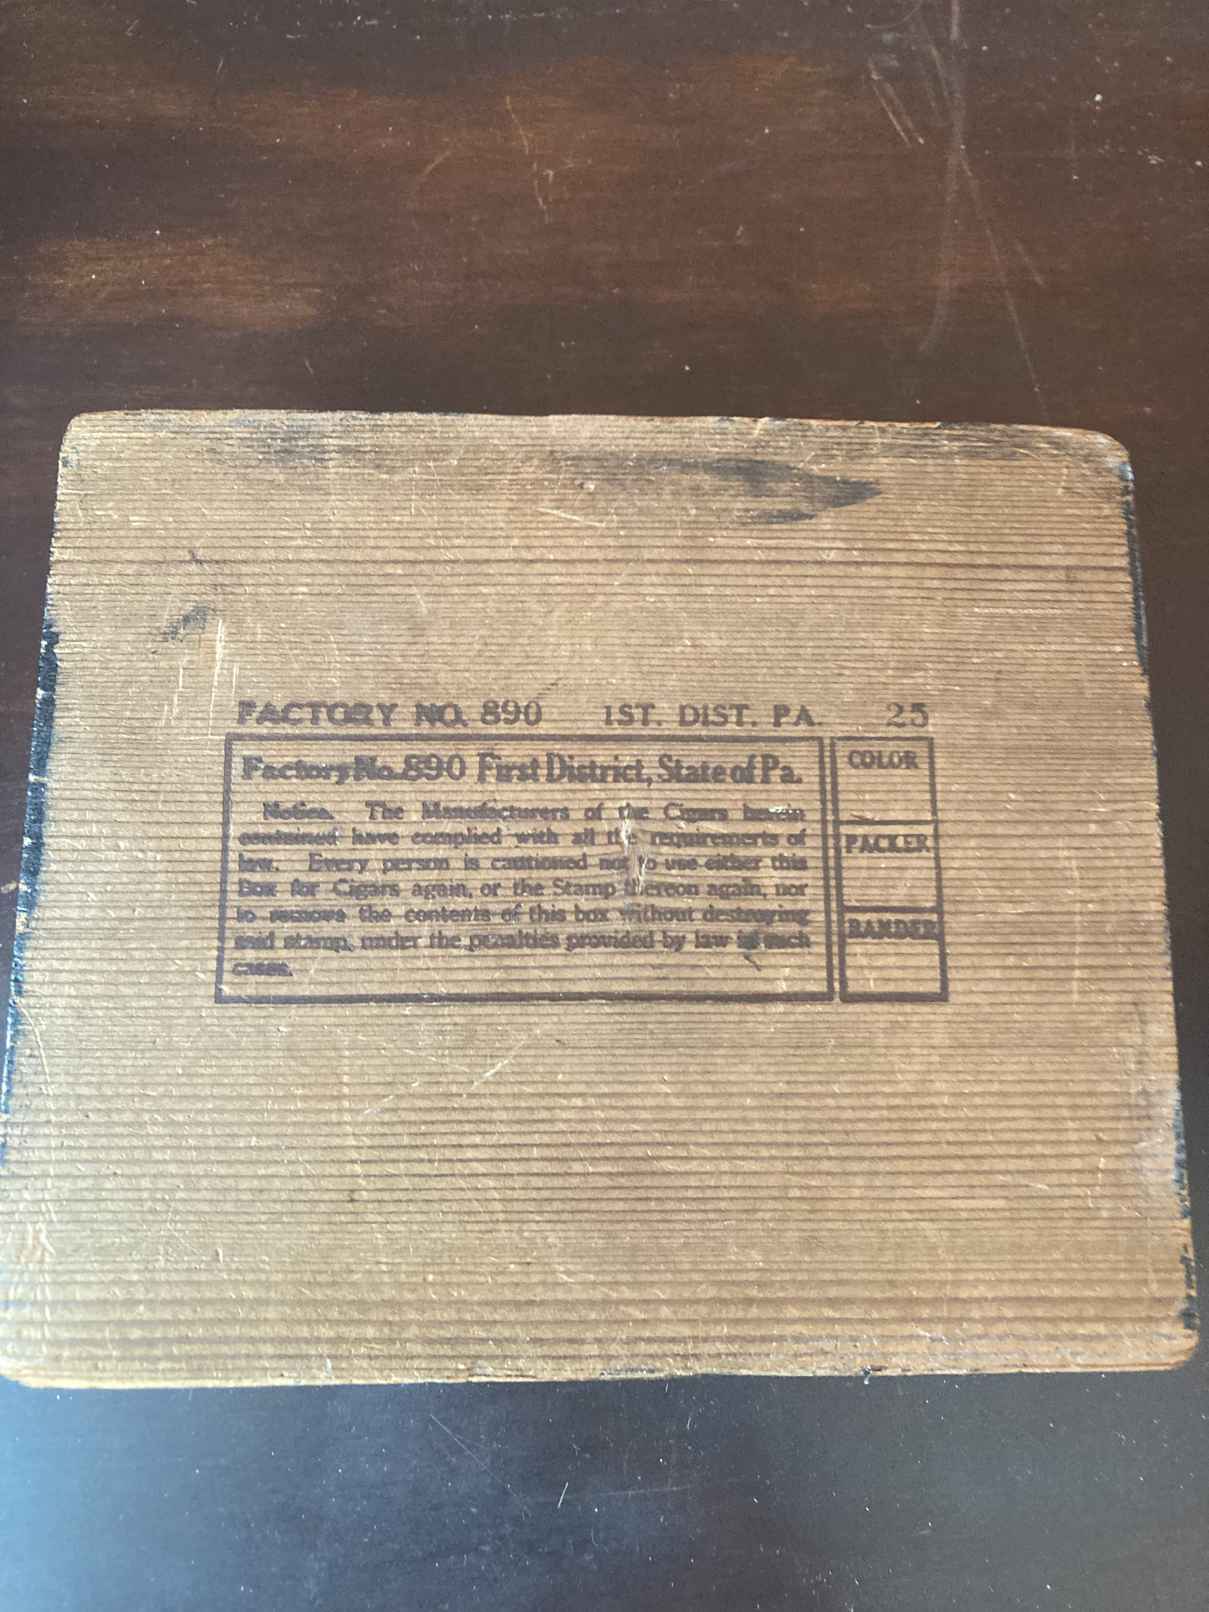 FACTORY NO. 890 1ST. DIST. PA. 25
Factory No. 890 First District, State of Pa.
Notice. The Manufacturers of the Cigars herein
contained have complied with all the requirements of
law. Every person is cautioned not to use either this
Box for Cigars again, or the Stamp thereon again, nor
to remove the contents of this box without destroying
said stamp, under the penalties provided by law in such
cases.
COLOR
PACKER
BANDER